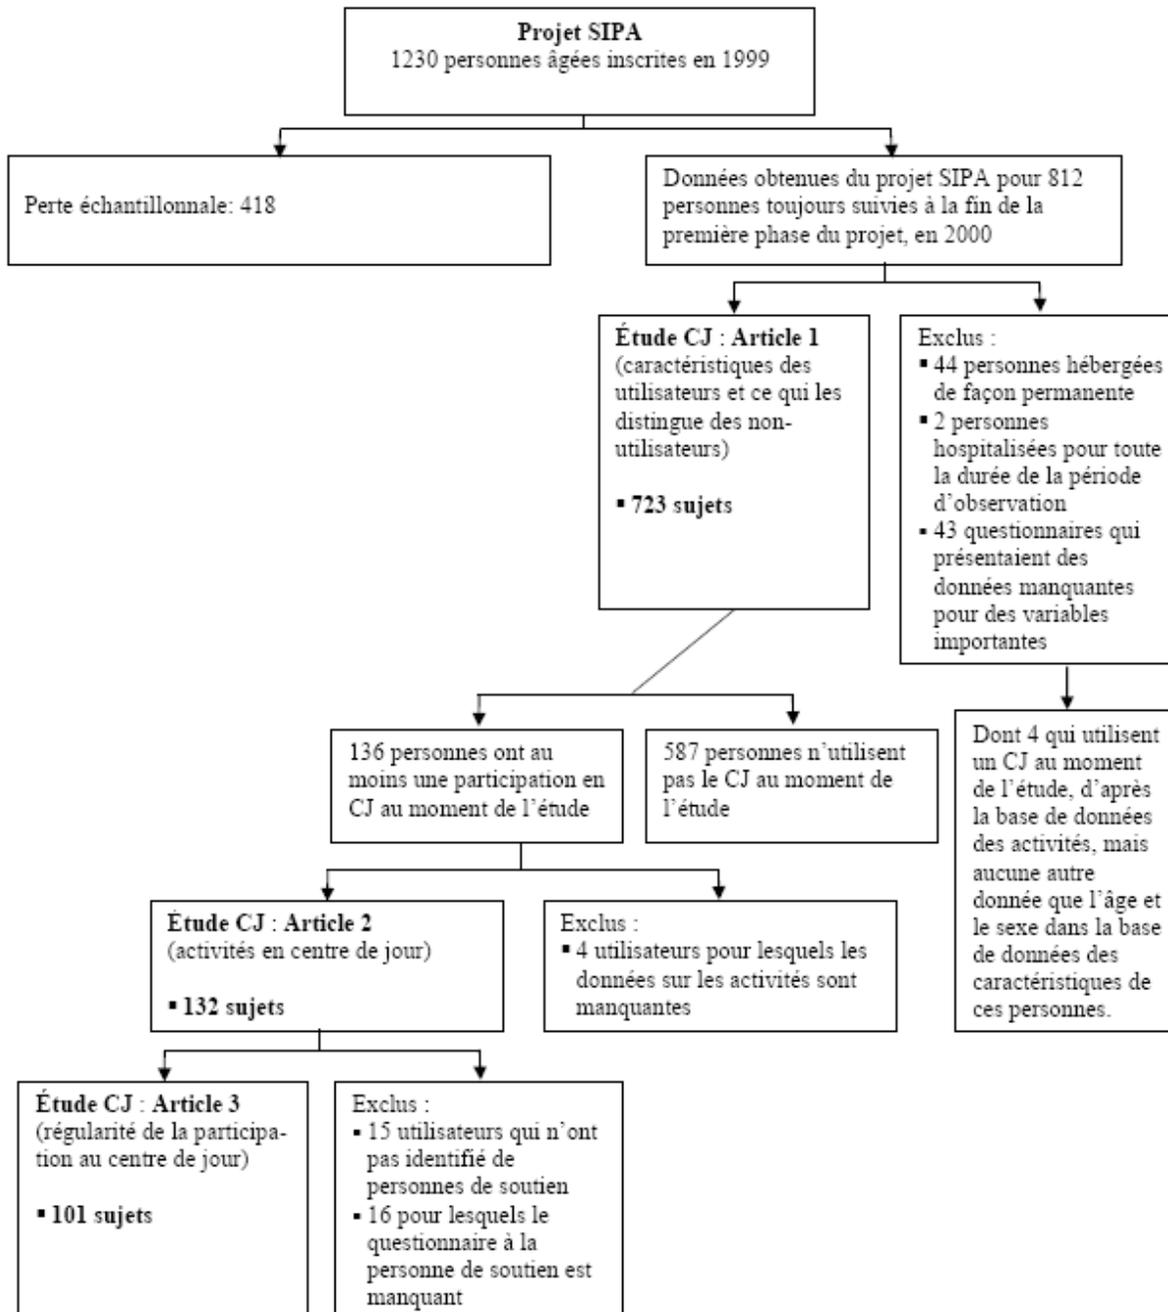 Projet SIPA
1230 personnes âgées inscrites en 1999
Perte échantillonnale: 418
Données obtenues du projet SIPA pour 812
personnes toujours suivies à la fin de la
première phase du projet, en 2000
Étude CJ : Article 1
(caractéristiques des
utilisateurs et ce qui les
distingue des non-
utilisateurs)
▪ 723 sujets
Exclus :
▪ 44 personnes hébergées
de façon permanente
▪ 2 personnes
hospitalisées pour toute
la durée de la période
d’observation
▪ 43 questionnaires qui
présentaient des
données manquantes
pour des variables
importantes
136 personnes ont au
moins une participation en
CJ au moment de l’étude
587 personnes n’utilisent
pas le CJ au moment de
l’étude
Dont 4 qui utilisent
un CJ au moment
de l’étude, d’après
la base de données
des activités, mais
aucune autre
donnée que l’âge et
le sexe dans la base
de données des
caractéristiques de
ces personnes.
Étude CJ : Article 2
(activités en centre de jour)
▪ 132 sujets
Exclus :
▪ 4 utilisateurs pour lesquels les
données sur les activités sont
manquantes
Étude CJ : Article 3
(régularité de la participa-
tion au centre de jour)
▪ 101 sujets
Exclus :
▪ 15 utilisateurs qui n’ont
pas identifié de
personnes de soutien
▪ 16 pour lesquels le
questionnaire à la
personne de soutien est
manquant